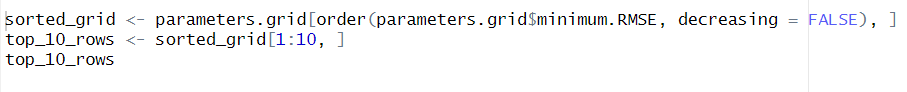 sorted_grid <- parameters.grid[order(parameters.grid$minimum.RMSE, decreasing = FALSE), ]
top_10_rows <- sorted_grid[1:10, ]
top_10_rows